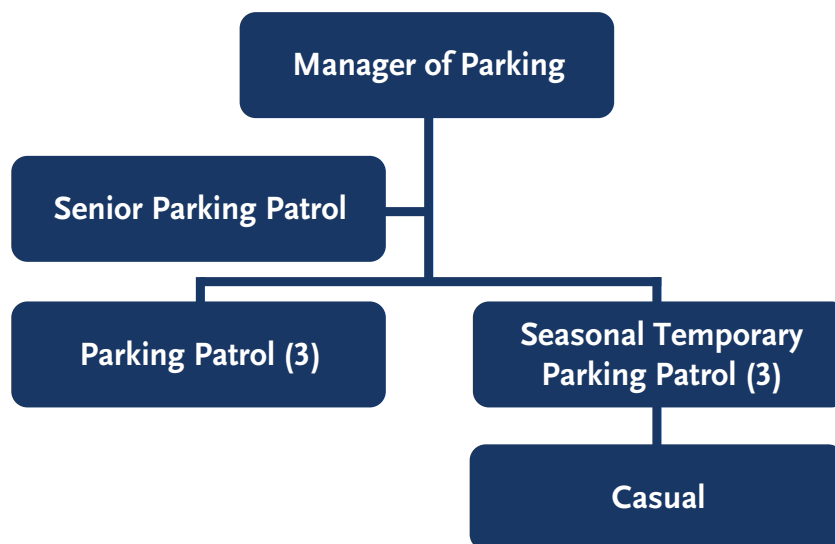 Manager of Parking
Senior Parking Patrol
Parking Patrol (3)
Seasonal Temporary
Parking Patrol (3)
Casual